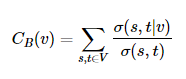 C_B(v) = \sum_{s,t \in V} \frac{\sigma(s, t|v)}{\sigma(s, t)}